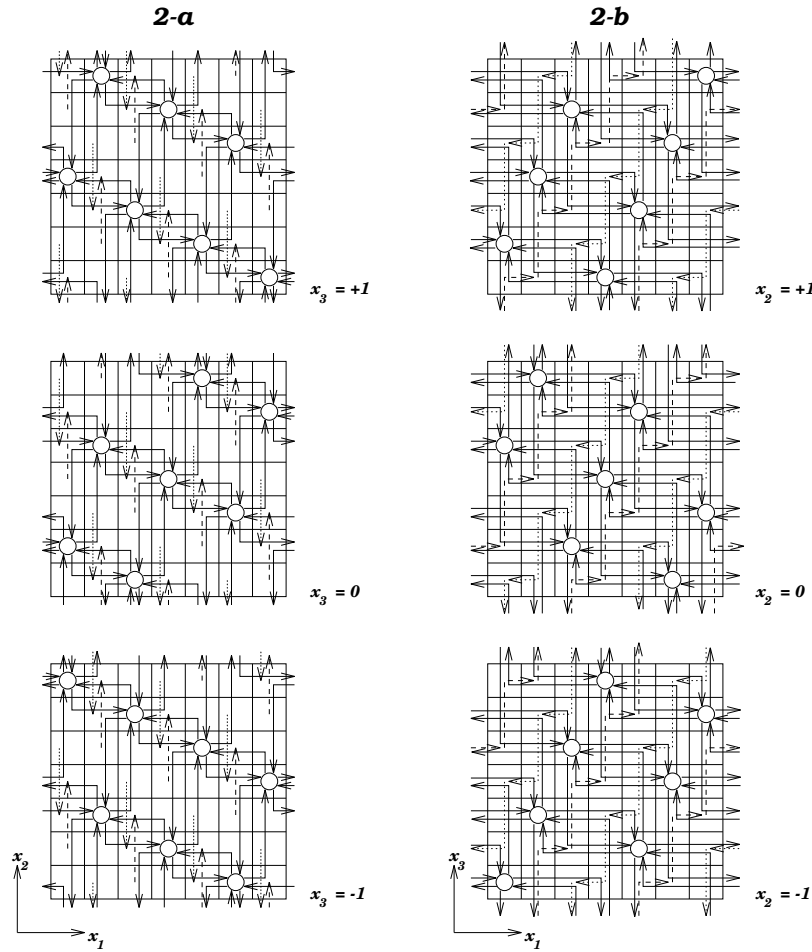 2-a 2-b
x3 = +1 x2 = +1
x3 = 0 x2 = 0
x2 x3
x3 = -1 x2 = -1
x1 x1